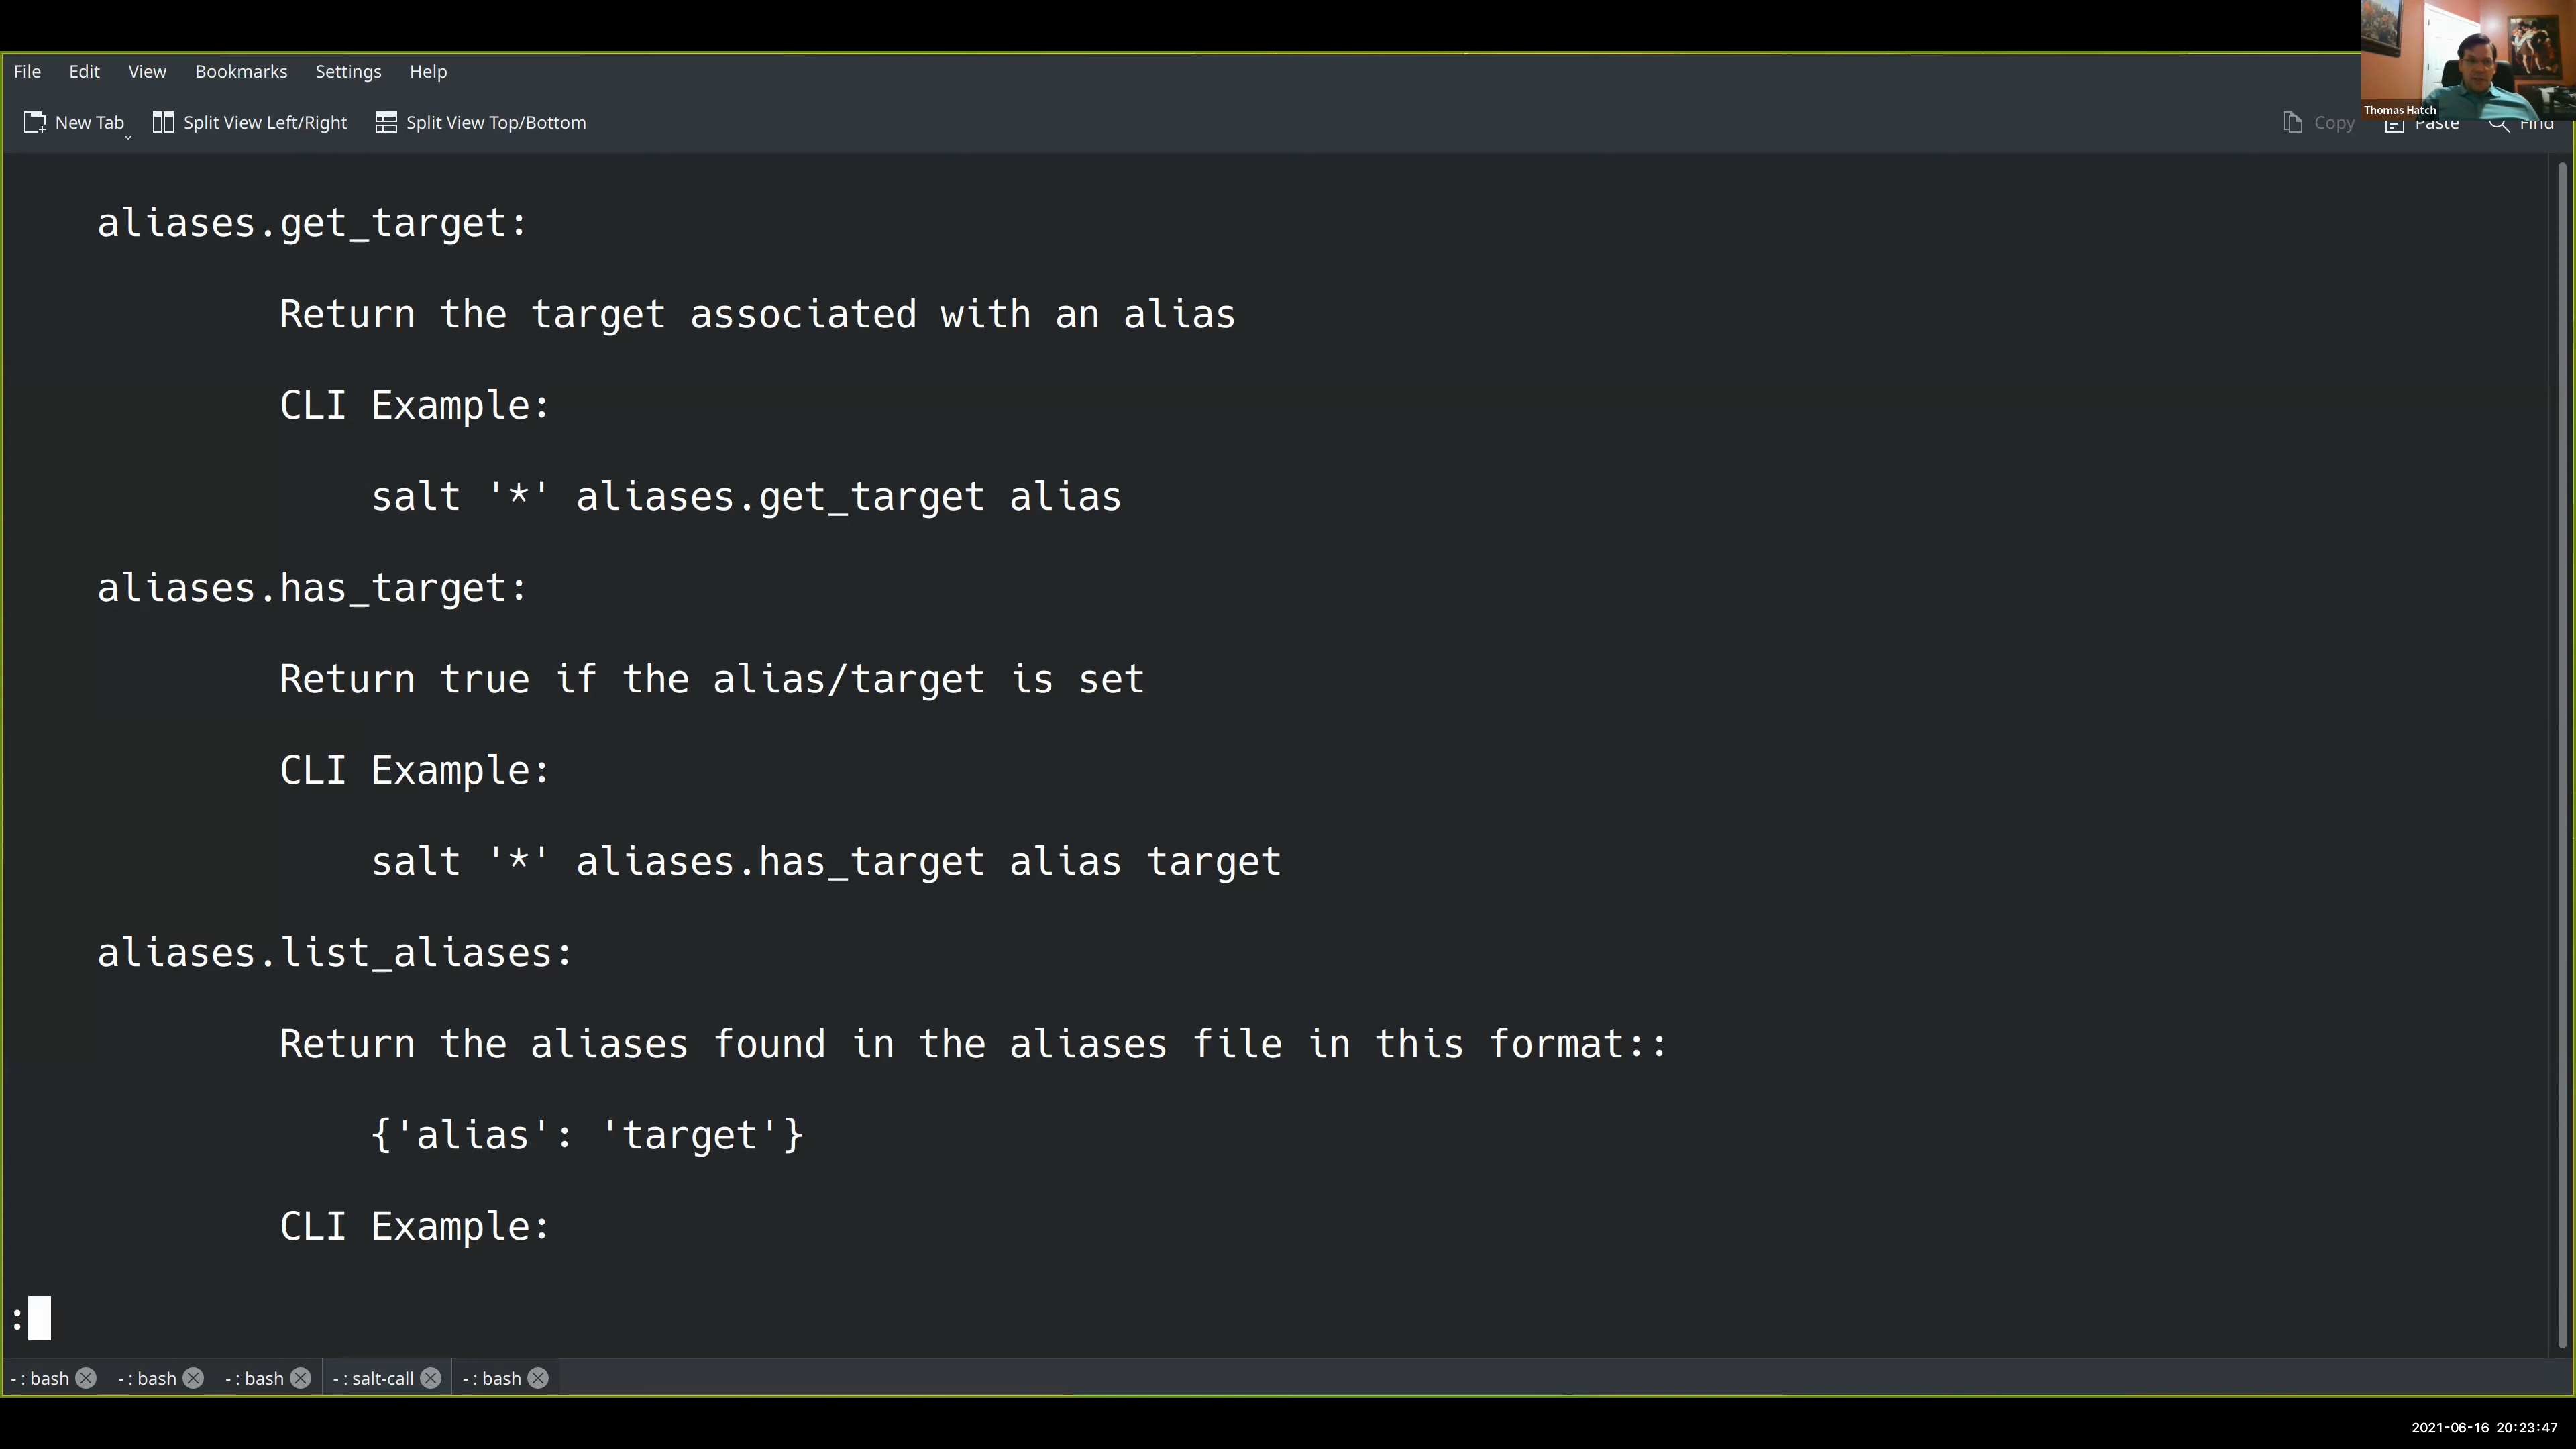 File Edit View Bookmarks Settings Help
New Tab Split View Left/Right Split View Top/Bottom Copy Paste Find
Thomas Hatch
aliases.get_target:
Return the target associated with an alias
CLI Example:
salt '*' aliases.get_target alias
aliases.has_target:
Return true if the alias/target is set
CLI Example:
salt '*' aliases.has_target alias target
aliases.list_aliases:
Return the aliases found in the aliases file in this format::
{'alias': 'target'}
CLI Example:
:
- : bash - : bash - : bash - : salt-call - : bash
2021-06-16 20:23:47